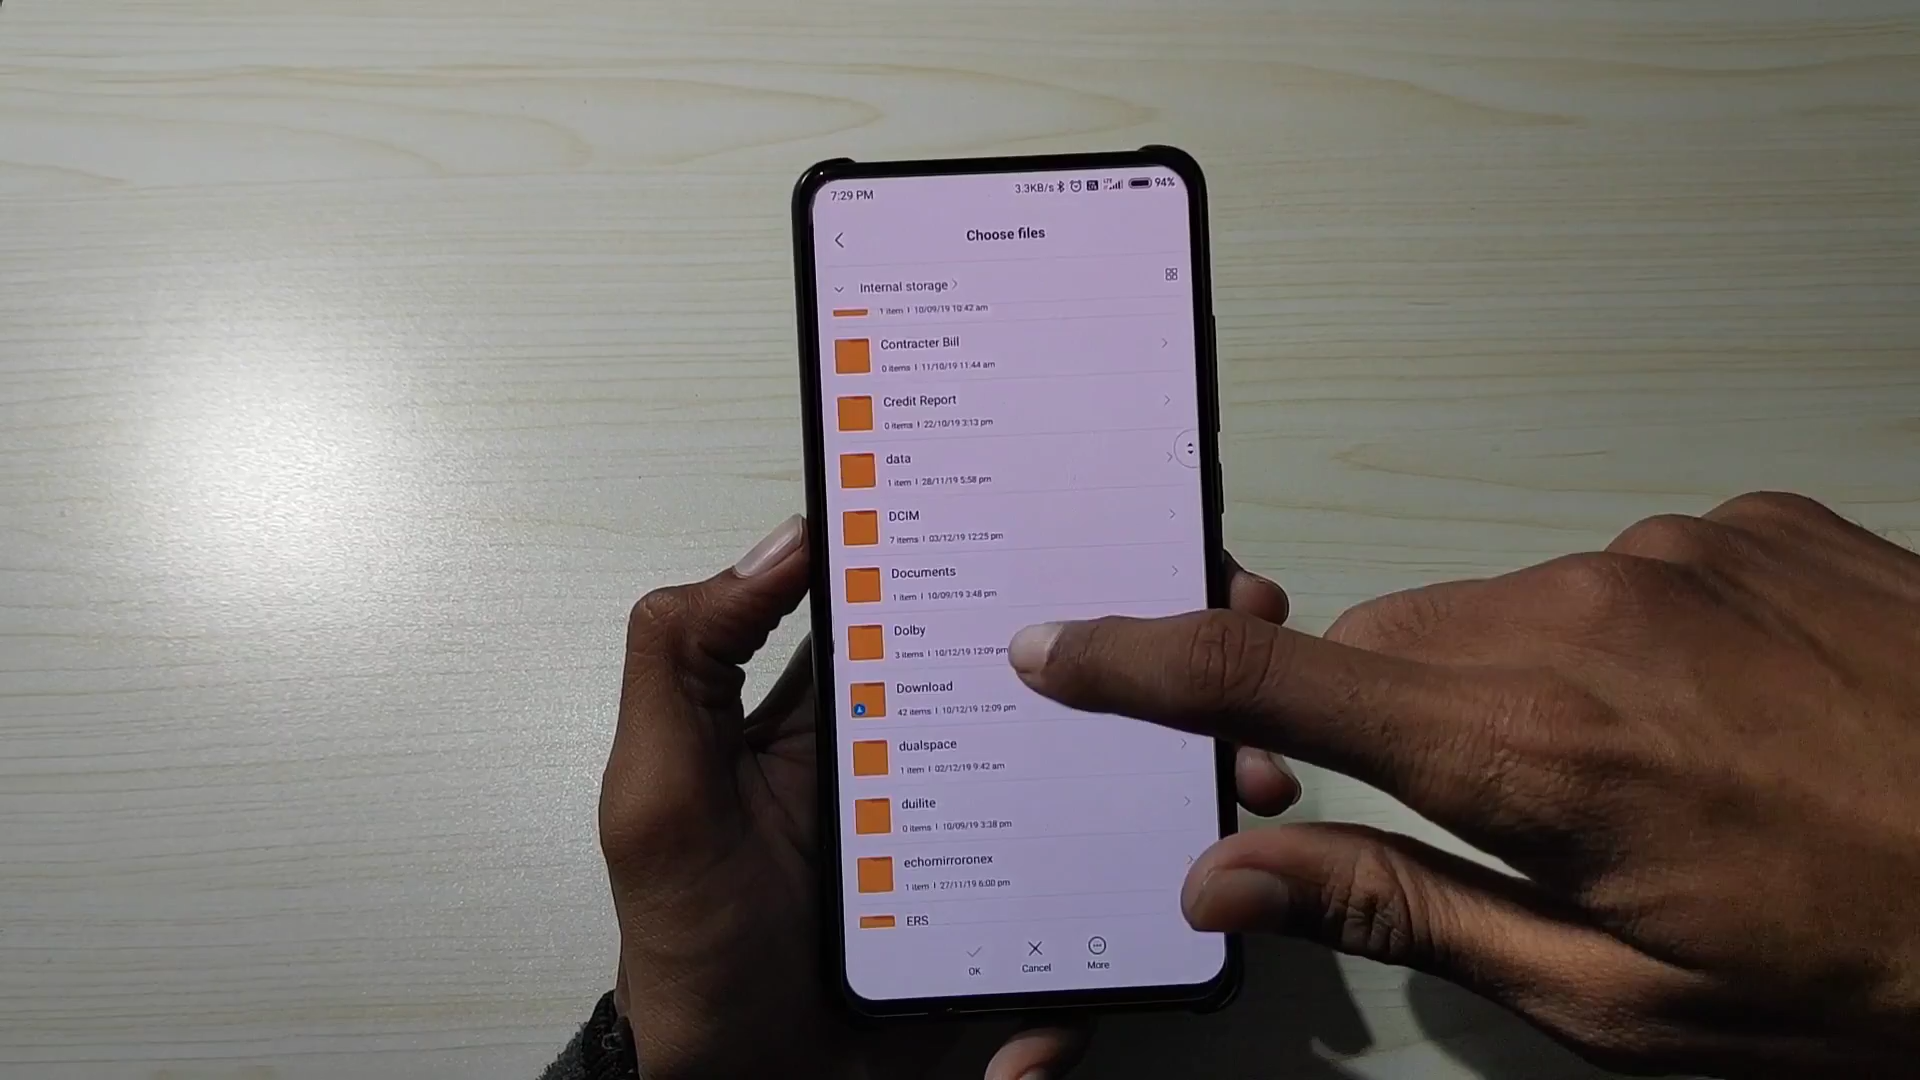 7:29 PM 3.3KB/s 94%
Choose files
Internal storage
1 item | 10/09/19 10:42 am
Contracter Bill
0 items | 11/10/19 11:44 am
Credit Report
0 items | 22/10/19 3:13 pm
data
1 item | 28/11/19 5:58 pm
DCIM
7 items | 03/12/19 12:25 pm
Documents
1 item | 10/09/19 3:48 pm
Dolby
3 items | 10/12/19 12:09 pm
Download
42 items | 10/12/19 12:09 pm
dualspace
1 item | 02/12/19 9:42 am
duilite
0 items | 10/09/19 3:38 pm
echomirroronex
1 item | 27/11/19 6:00 pm
ERS
OK Cancel More